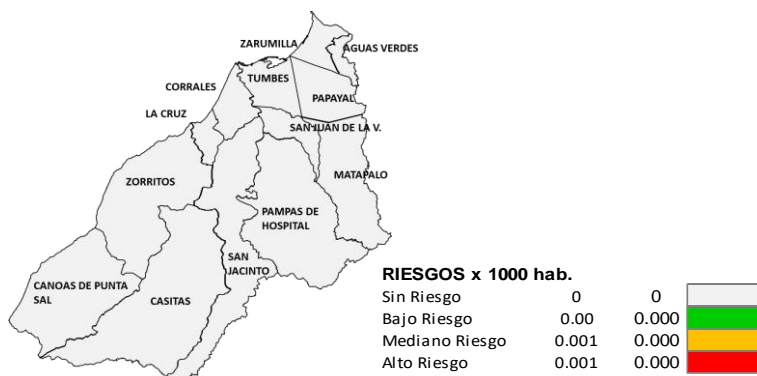 ZARUMILLA
AGUAS VERDES
TUMBES
CORRALES
PAPAYAL
LA CRUZ
SAN JUAN DE LA V.
MATAPALO
ZORRITOS
PAMPAS DE
HOSPITAL
SAN
JACINTO
CANOAS DE PUNTA
SAL
CASITAS
RIESGOS x 1000 hab.
Sin Riesgo 0 0
Bajo Riesgo 0.00 0.000
Mediano Riesgo 0.001 0.000
Alto Riesgo 0.001 0.000